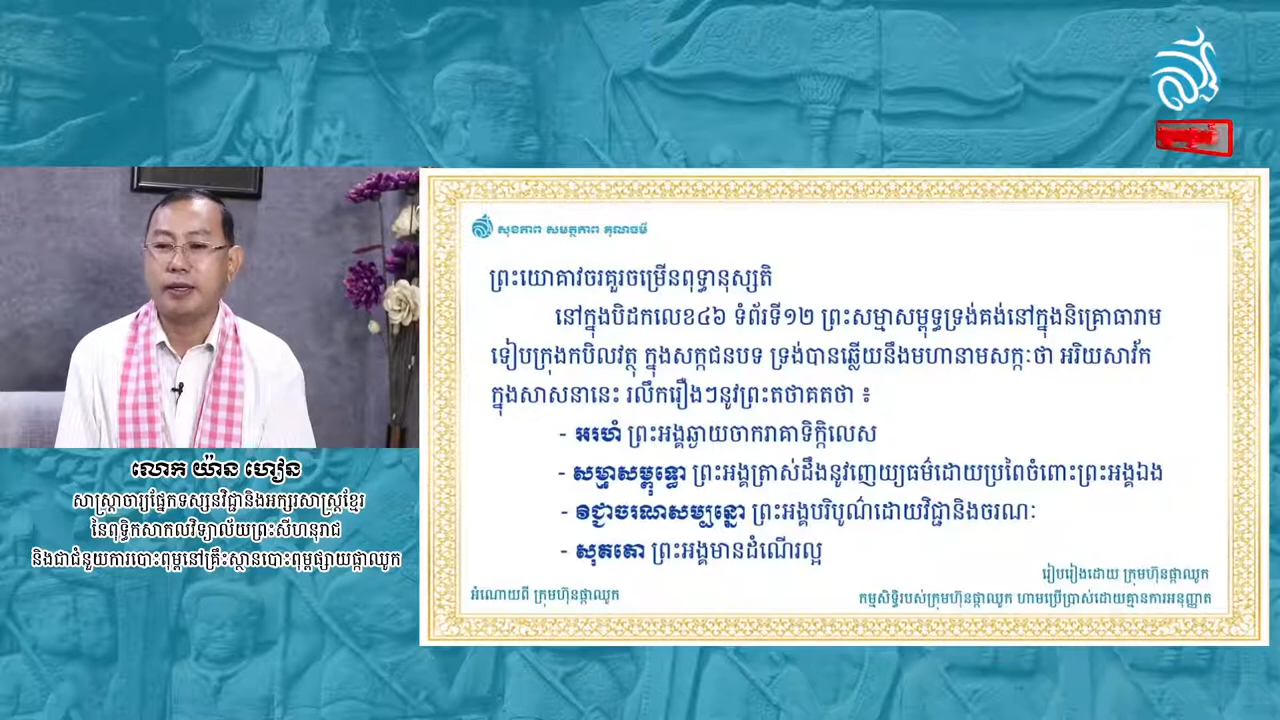 សុខភាព សមត្ថភាព គុណធម៌
ព្រះយោគាវចរគួរចម្រើនពុទ្ធានុស្សតិ
នៅក្នុងបិដកលេខ៤៦ ទំព័រទី១២ ព្រះសម្មាសម្ពុទ្ធទ្រង់គង់នៅក្នុងនិគ្រោធារាម
ទៀបក្រុងកបិលវត្ថុ ក្នុងសក្កជនបទ ទ្រង់បានឆ្លើយនឹងមហានាមសក្កៈថា អរិយសាវ័ក
ក្នុងសាសនានេះ រលឹករឿងៗនូវព្រះតថាគតថា ៖
- អរហំ ព្រះអង្គឆ្ងាយចាករាគាទិក្កិលេស
- សម្មាសម្ពុទ្ធោ ព្រះអង្គត្រាស់ដឹងនូវញេយ្យធម៌ដោយប្រពៃចំពោះព្រះអង្គឯង
- វិជ្ជាចរណសម្បន្នោ ព្រះអង្គបរិបូណ៌ដោយវិជ្ជានិងចរណៈ
- សុគតោ ព្រះអង្គមានដំណើរល្អ
រៀបរៀងដោយ ក្រុមហ៊ុនផ្កាឈូក
អំណោយពី ក្រុមហ៊ុនផ្កាឈូក
កម្មសិទ្ធិរបស់ក្រុមហ៊ុនផ្កាឈូក ហាមប្រើប្រាស់ដោយគ្មានការអនុញ្ញាត
លោក យ៉ាន ហឿន
សាស្ត្រាចារ្យផ្នែកទស្សនវិជ្ជានិងអក្សរសាស្ត្រខ្មែរ
នៃពុទ្ធិកសាកលវិទ្យាល័យព្រះសីហនុរាជ
និងជាជំនួយការបោះពុម្ពនៅគ្រឹះស្ថានបោះពុម្ពផ្សាយផ្កាឈូក